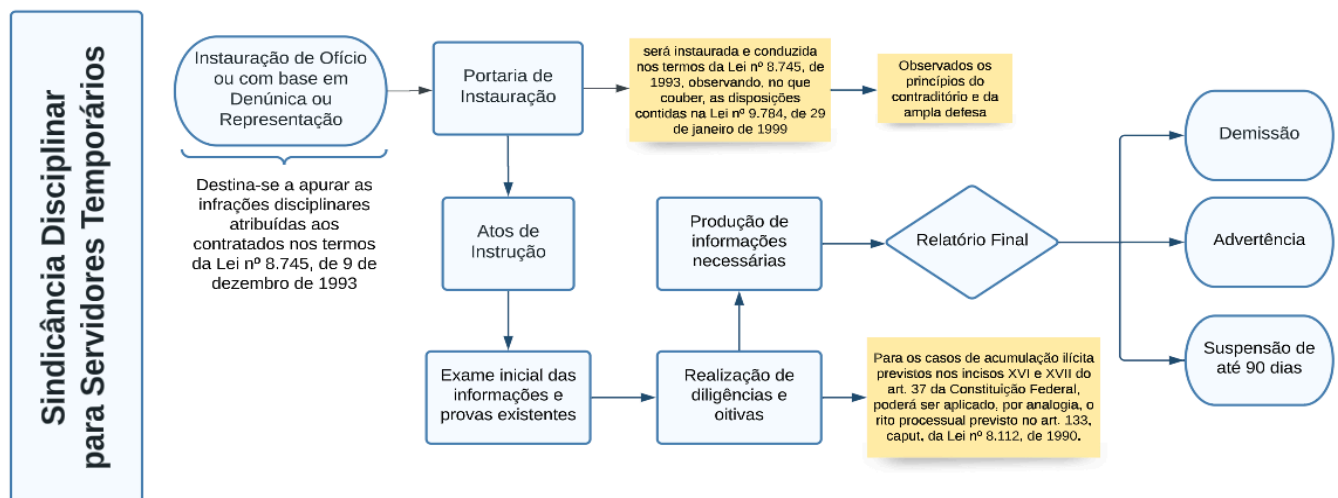 Sindicância Disciplinar
para Servidores Temporários
Instauração de Ofício
ou com base em
Denúnica ou
Representação
Destina-se a apurar as
infrações disciplinares
atribuídas aos
contratados nos termos
da Lei nº 8.745, de 9 de
dezembro de 1993
Portaria de
Instauração
será instaurada e conduzida
nos termos da Lei nº 8.745, de
1993, observando, no que
couber, as disposições
contidas na Lei nº 9.784, de 29
de janeiro de 1999
Observados os
princípios do
contraditório e da
ampla defesa
Atos de
Instrução
Exame inicial das
informações e
provas existentes
Realização de
diligências e
oitivas
Para os casos de acumulação ilícita
previstos nos incisos XVI e XVII do
art. 37 da Constituição Federal,
poderá ser aplicado, por analogia, o
rito processual previsto no art. 133,
caput, da Lei nº 8.112, de 1990.
Produção de
informações
necessárias
Relatório Final
Demissão
Advertência
Suspensão de
até 90 dias